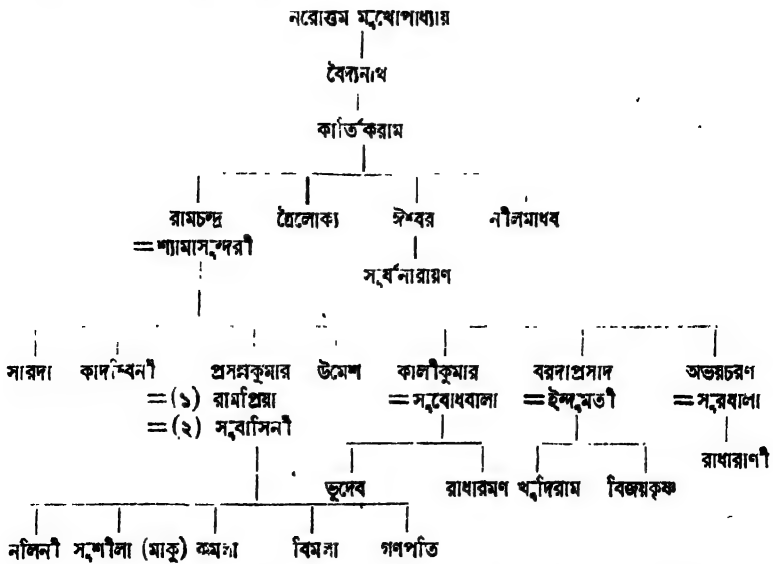 নরোত্তম মুখোপাধ্যায়
বৈদ্যনাথ
কার্তিকরাম
রামচন্দ্র ত্রৈলোক্য ঈশ্বর নীলমাধব
= শ্যামাসুন্দরী
সূর্যনারায়ণ
সারদা কাদম্বিনী প্রসন্নকুমার উমেশ কালীকুমার বরদাপ্রসাদ অভয়চরণ
= (১) রামপ্রিয়া = সুবোধবালা = ইন্দুমতী = সুরবালা
= (২) সুবাসিনী
রাধারাণী
ভূদেব রাধারমণ খুদিরাম বিজয়কৃষ্ণ
নলিনী সুশীলা (মাকু) কমলা বিমলা গণপতি